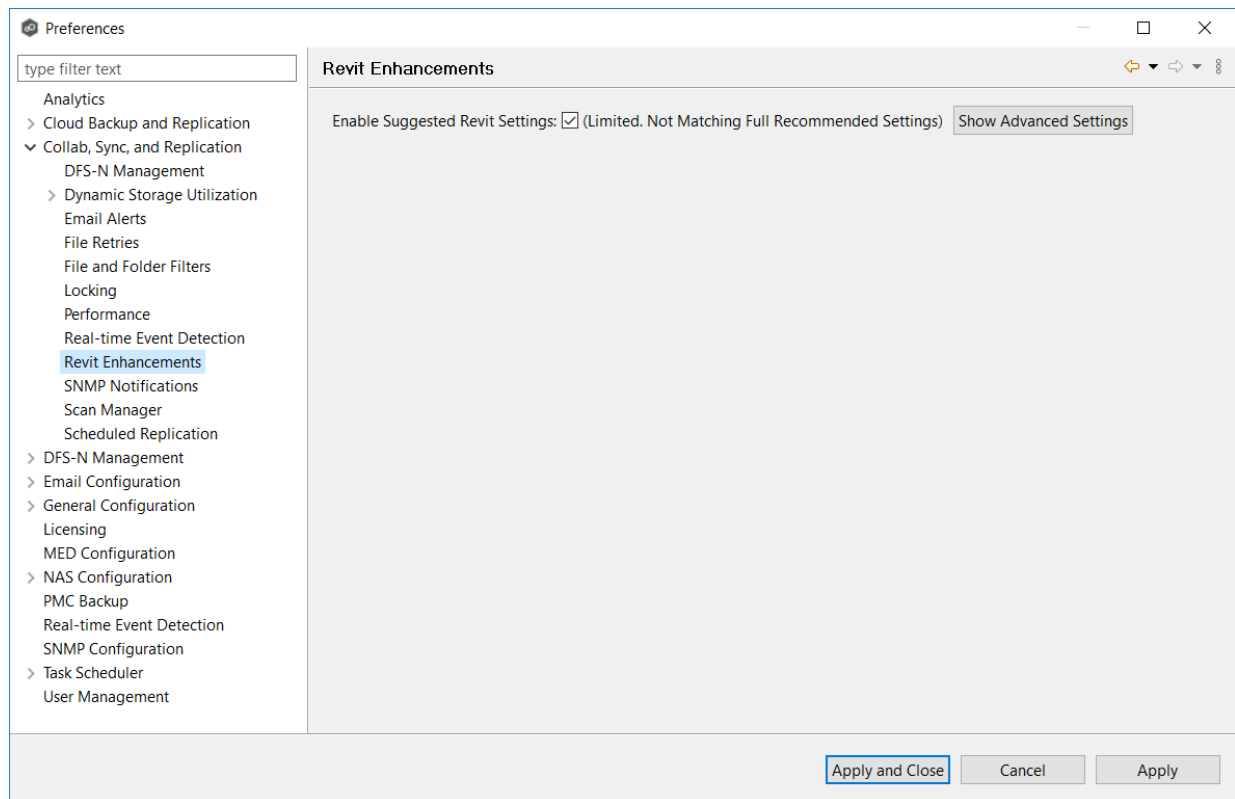 Preferences
type filter text
Analytics
Cloud Backup and Replication
Collab, Sync, and Replication
DFS-N Management
Dynamic Storage Utilization
Email Alerts
File Retries
File and Folder Filters
Locking
Performance
Real-time Event Detection
Revit Enhancements
SNMP Notifications
Scan Manager
Scheduled Replication
DFS-N Management
Email Configuration
General Configuration
Licensing
MED Configuration
NAS Configuration
PMC Backup
Real-time Event Detection
SNMP Configuration
Task Scheduler
User Management
Revit Enhancements
Enable Suggested Revit Settings: (Limited. Not Matching Full Recommended Settings) Show Advanced Settings
Apply and Close Cancel Apply